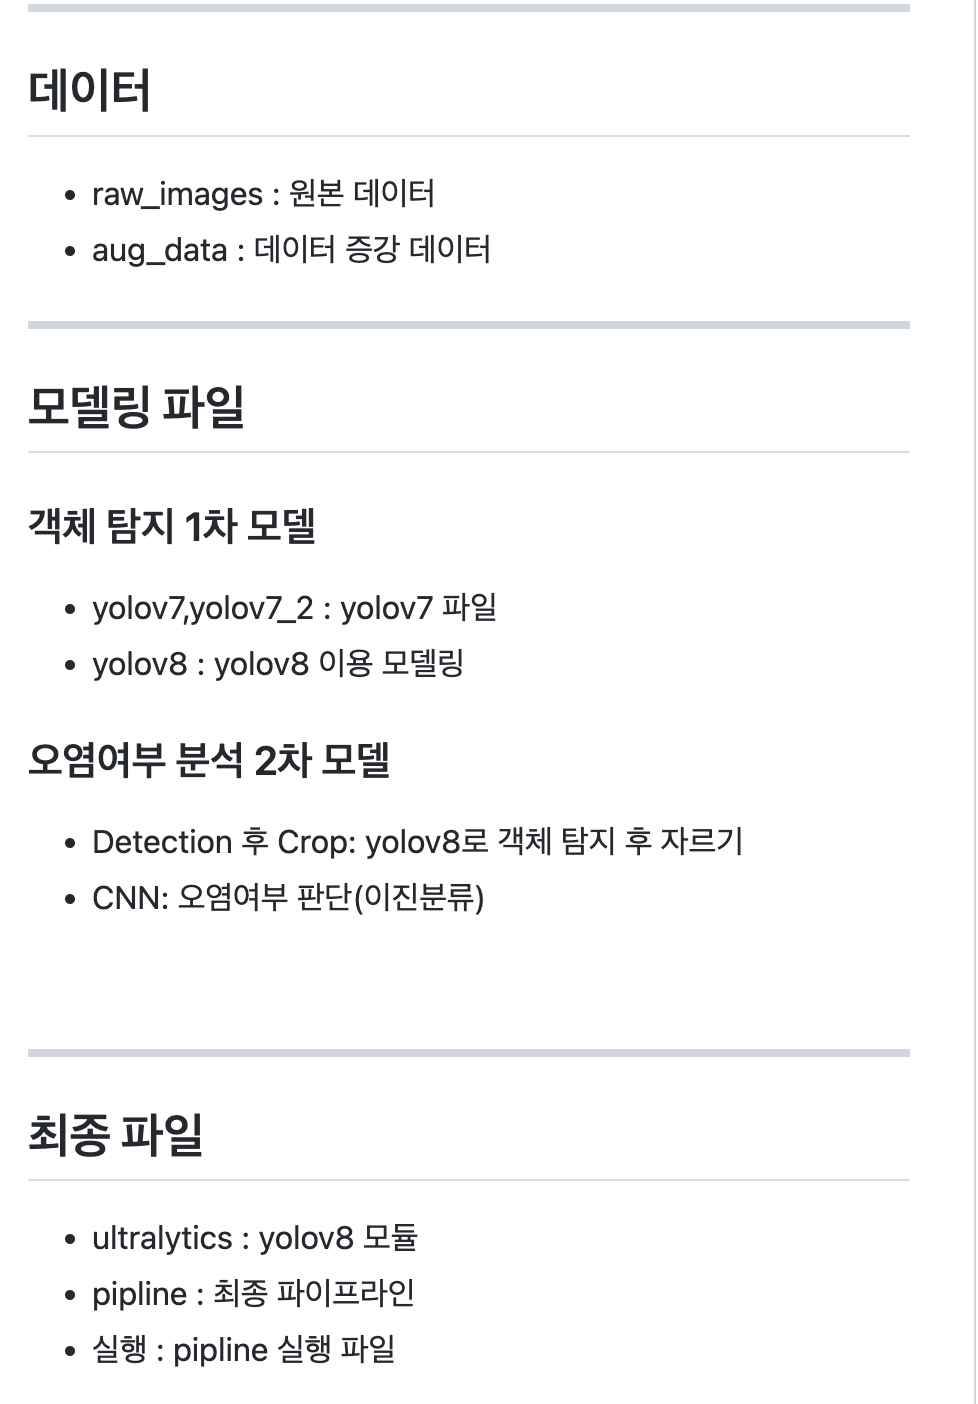 데이터
raw_images : 원본 데이터
aug_data : 데이터 증강 데이터
모델링 파일
객체 탐지 1차 모델
yolov7,yolov7_2 : yolov7 파일
yolov8 : yolov8 이용 모델링
오염여부 분석 2차 모델
Detection 후 Crop: yolov8로 객체 탐지 후 자르기
CNN: 오염여부 판단(이진분류)
최종 파일
ultralytics : yolov8 모듈
pipline : 최종 파이프라인
실행 : pipline 실행 파일